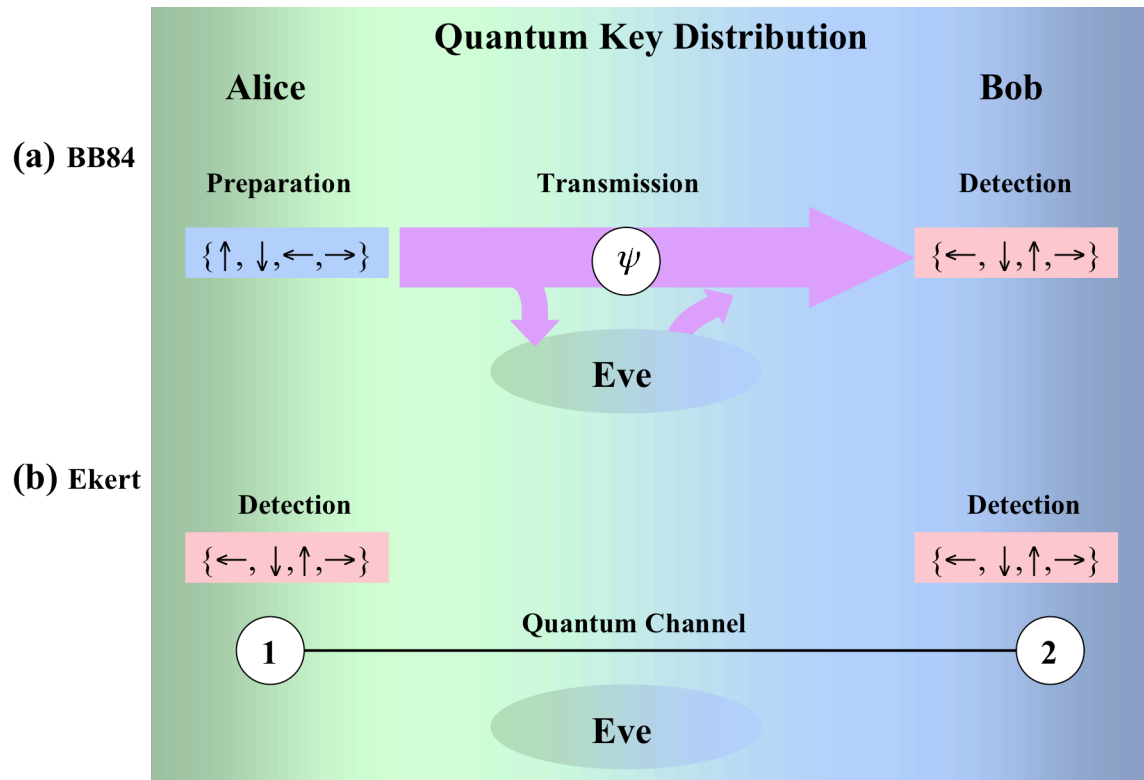 Quantum Key Distribution
Alice Bob
(a) BB84
Preparation Transmission Detection
{↑, ↓,←,→} ψ {←, ↓,↑,→}
Eve
(b) Ekert
Detection Detection
{←, ↓,↑,→} {←, ↓,↑,→}
Quantum Channel
1 2
Eve